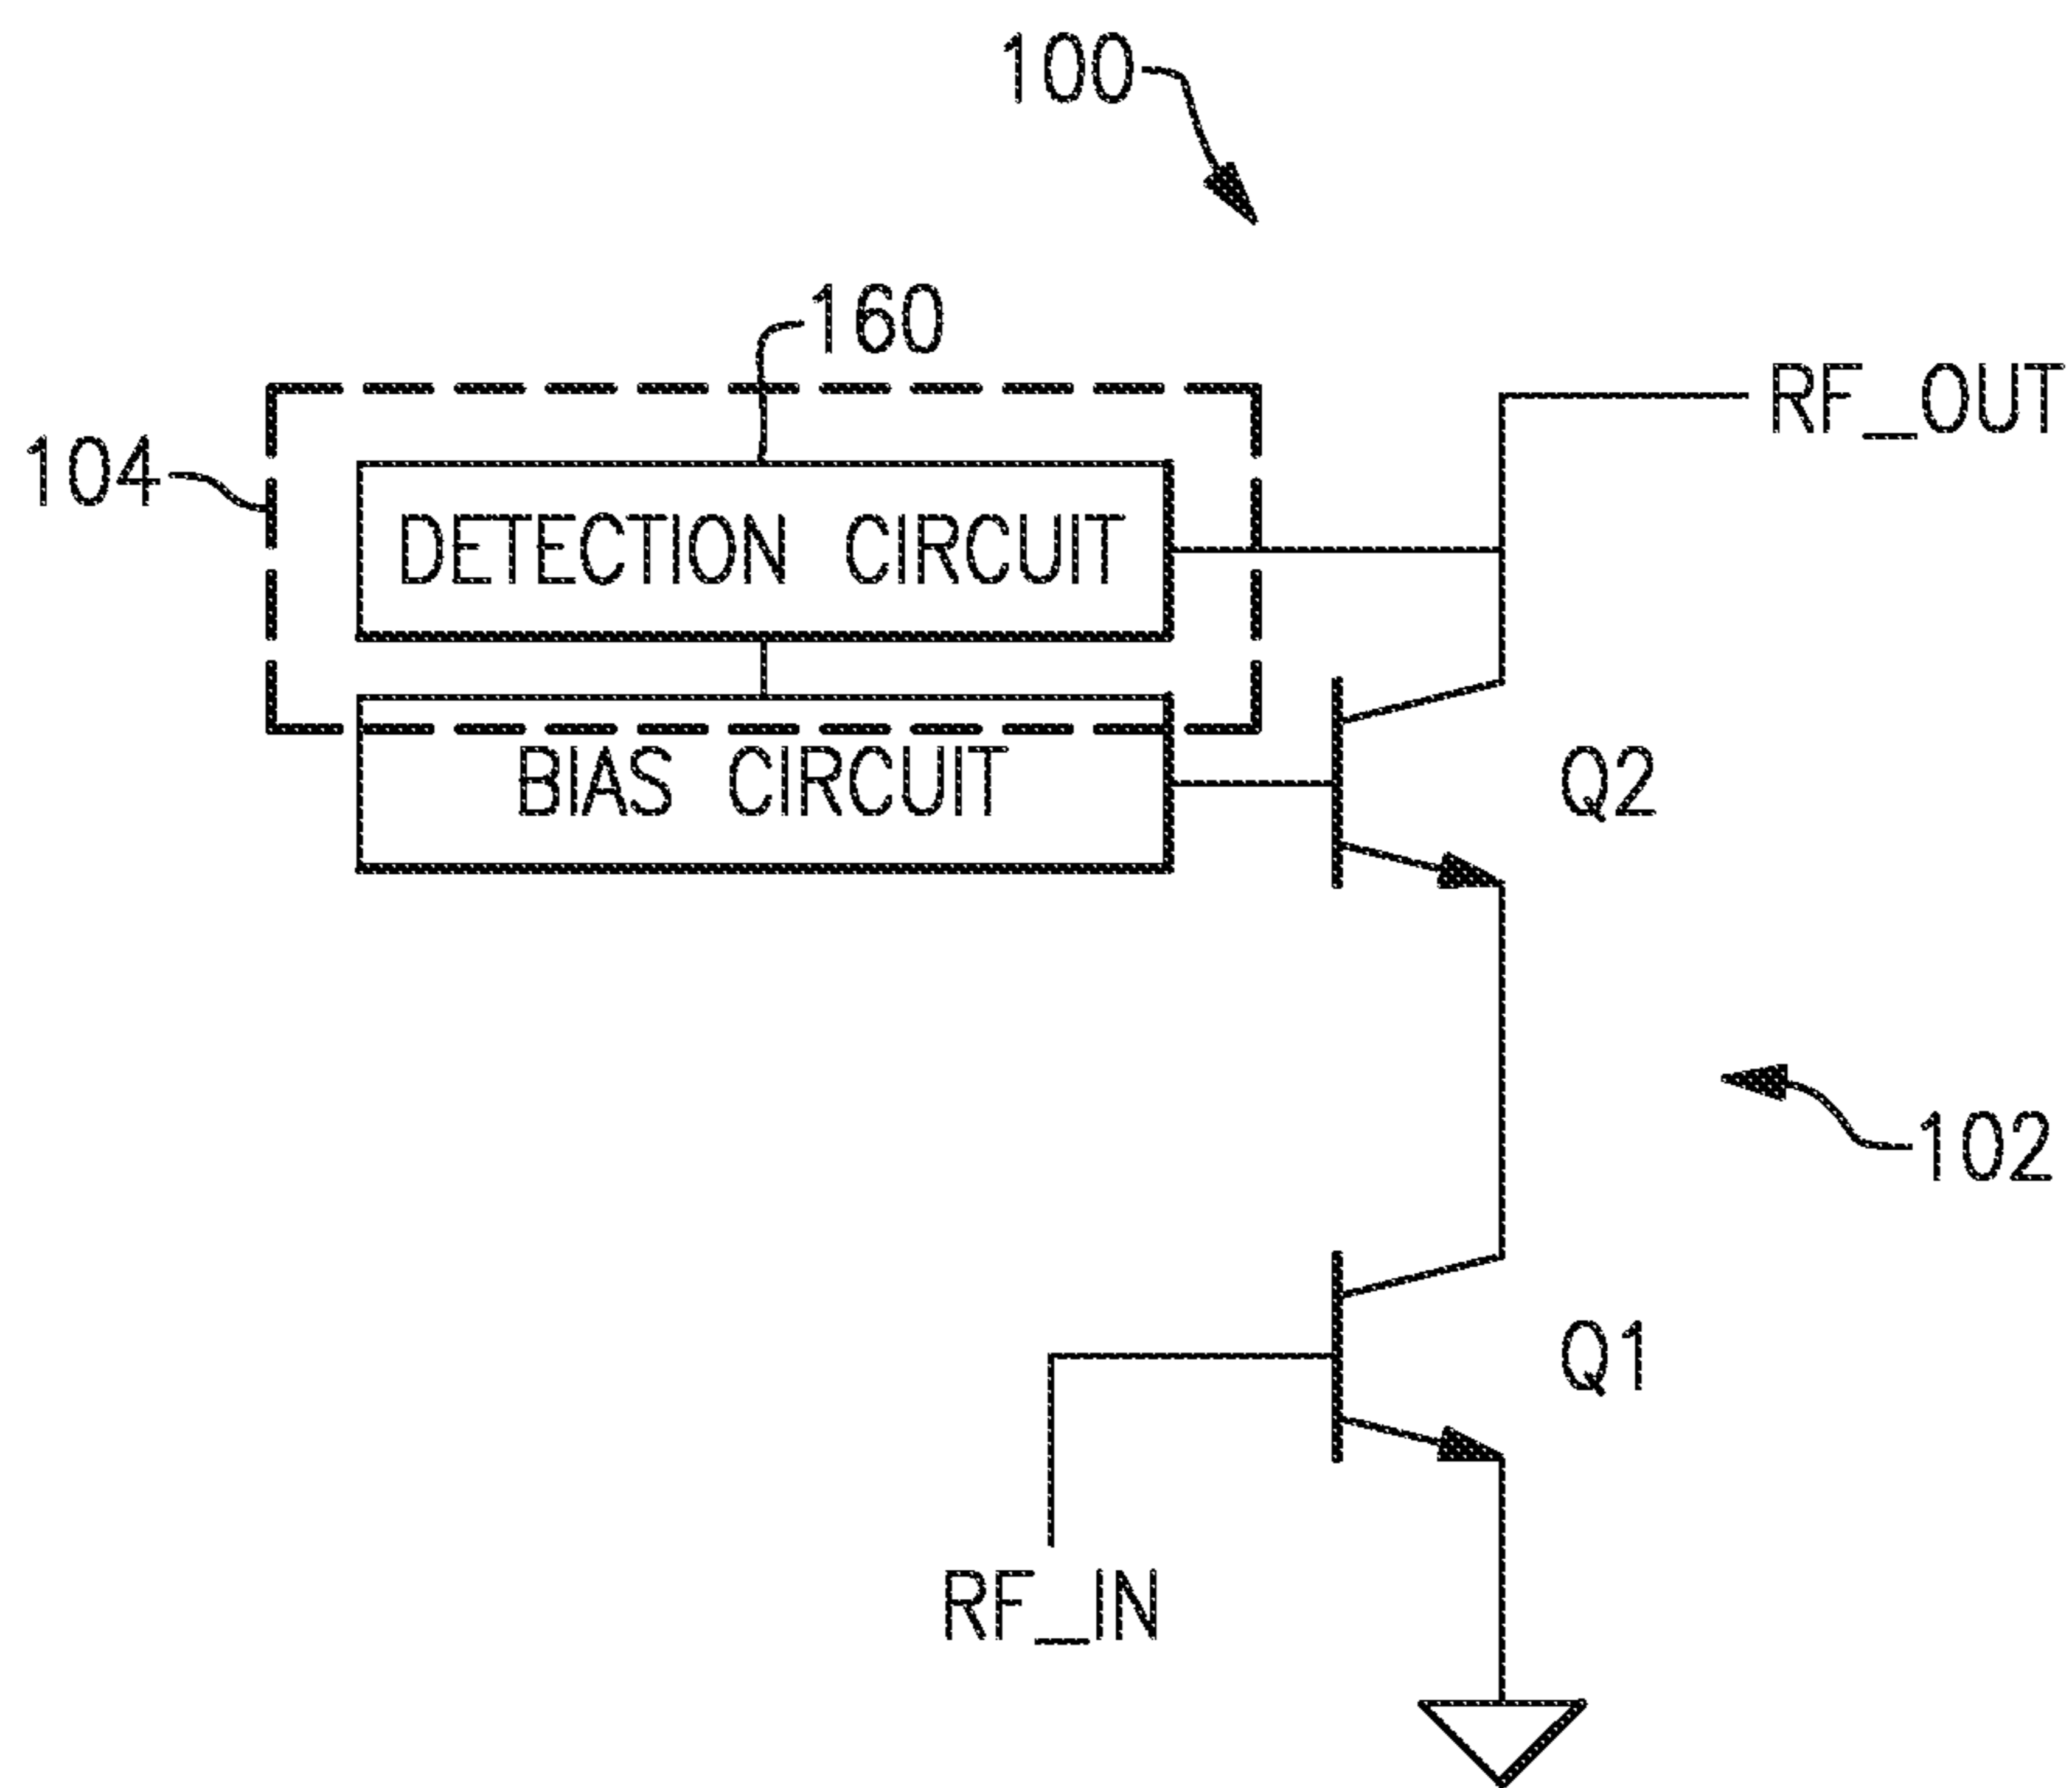 100
160
RF_OUT
104
DETECTION CIRCUIT
BIAS CIRCUIT
Q2
102
Q1
RF_IN